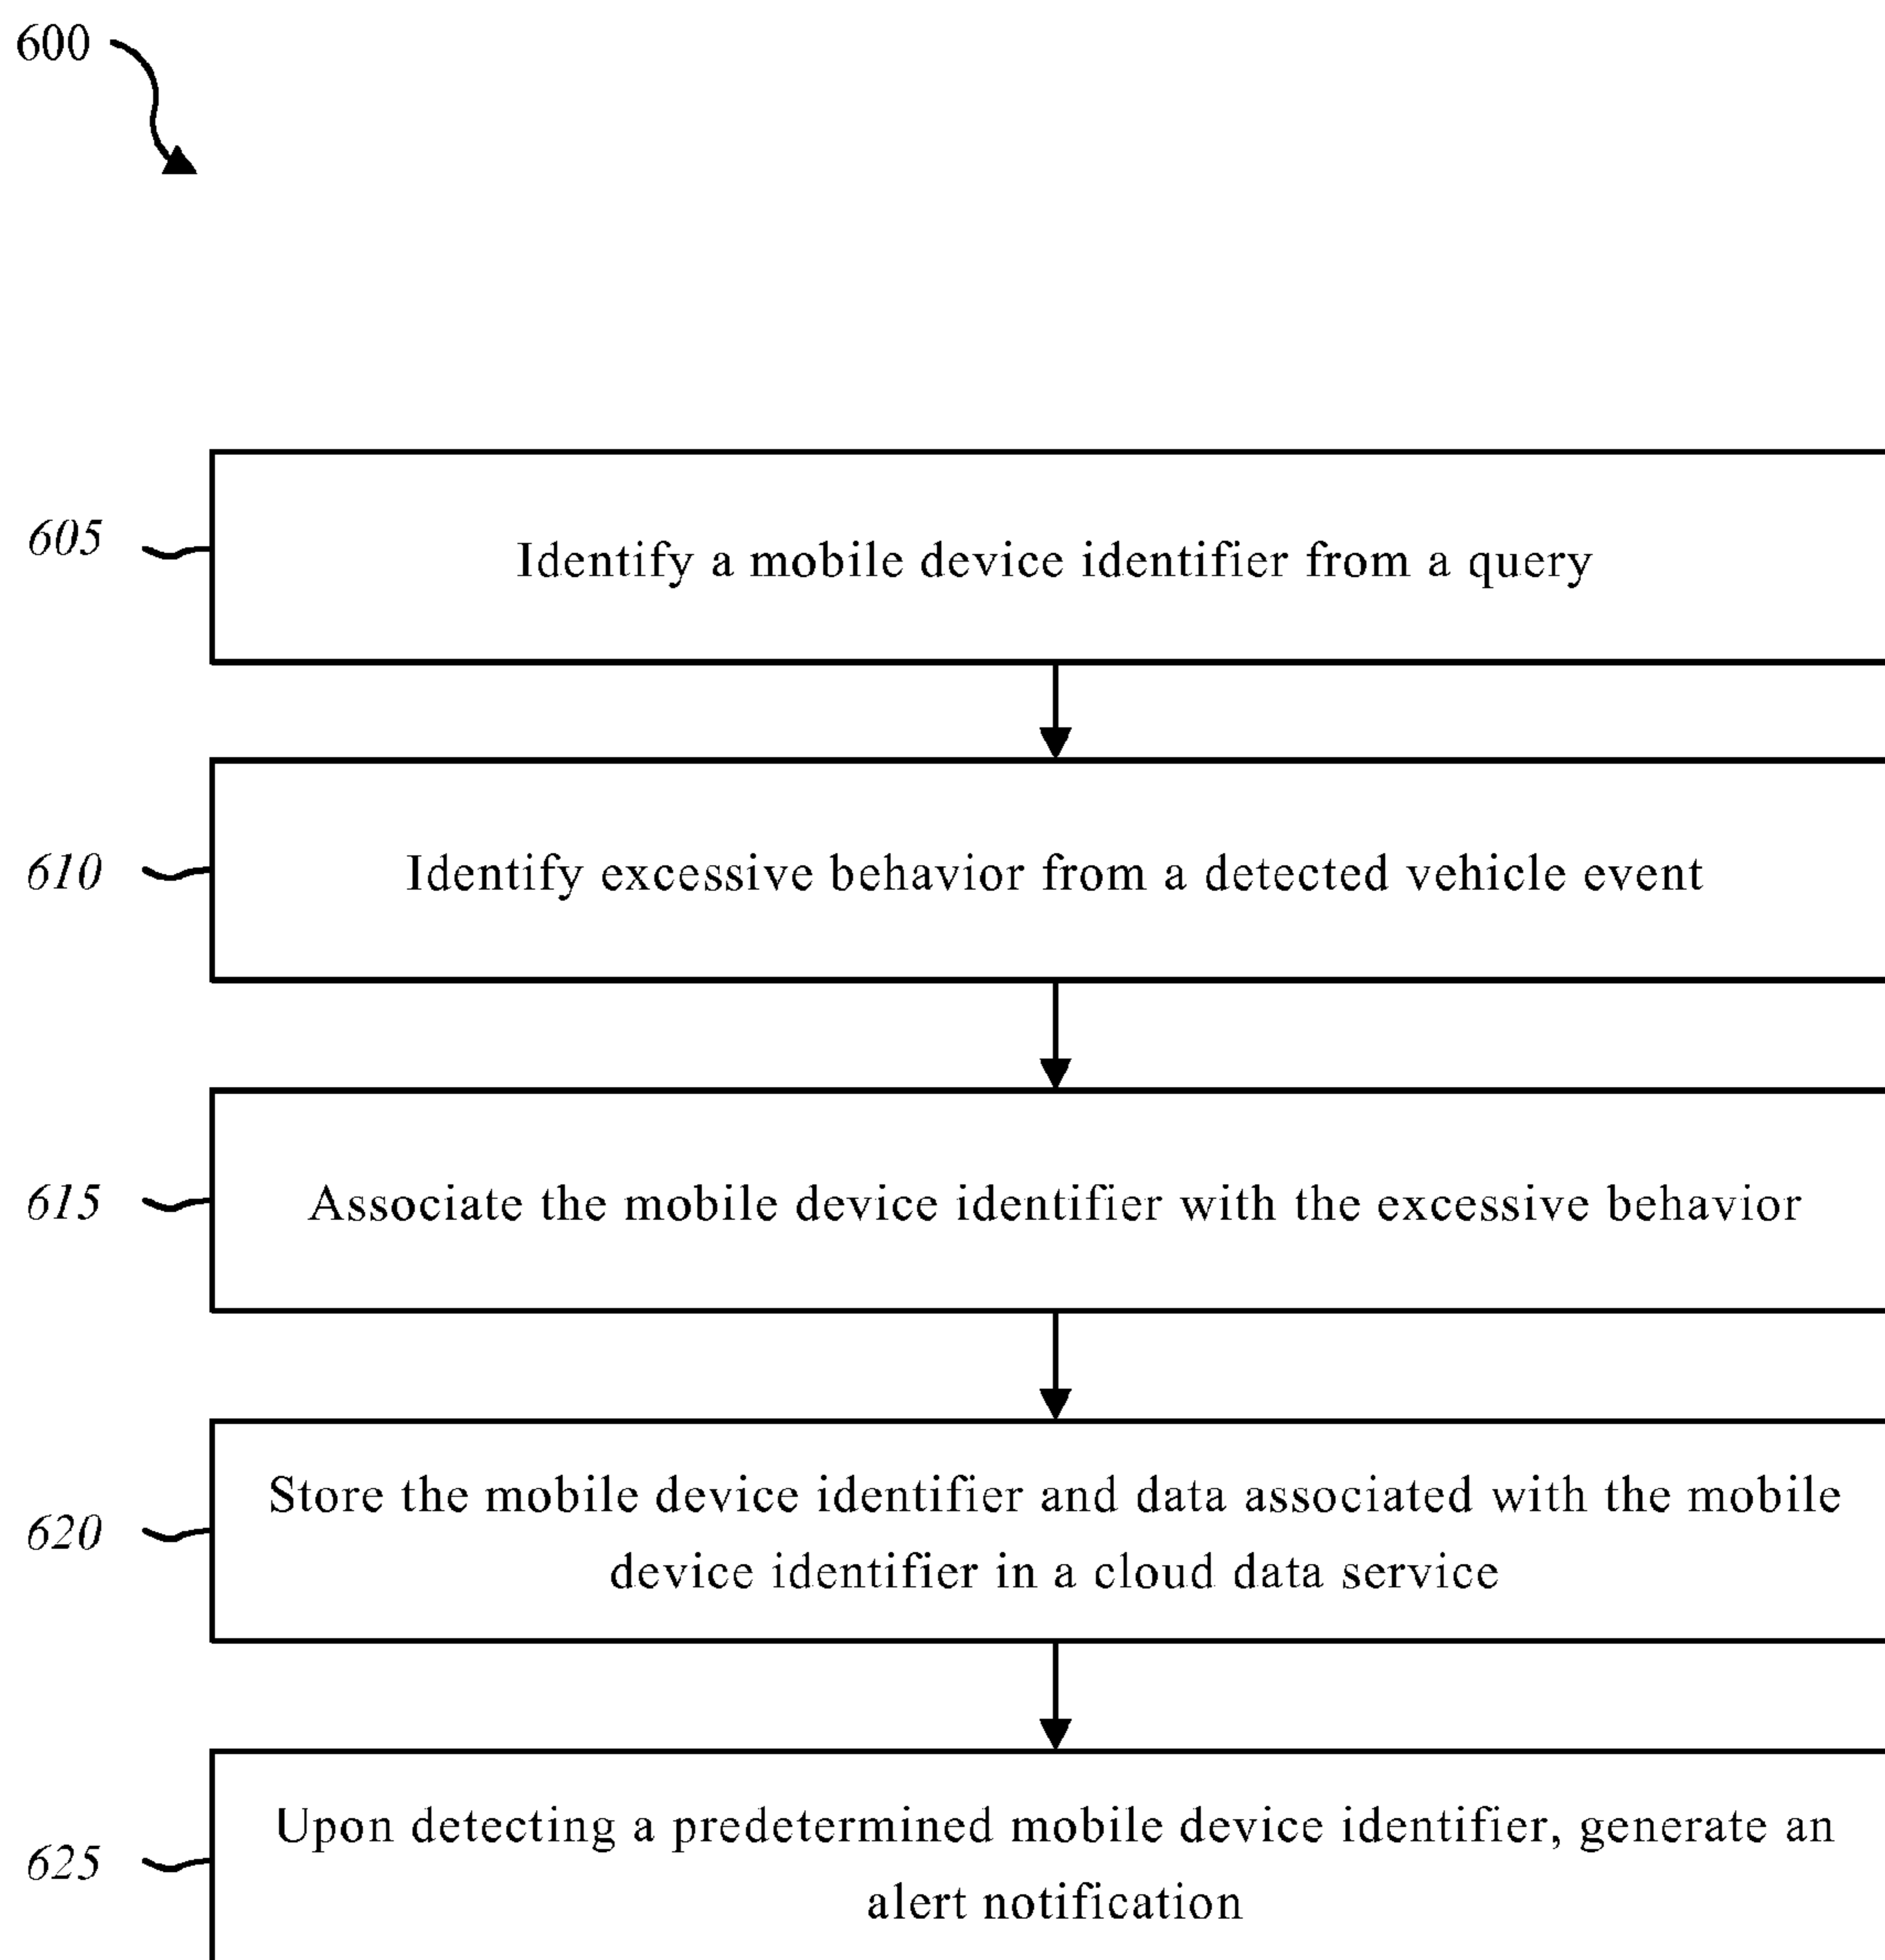 600
605
Identify a mobile device identifier from a query
610
Identify excessive behavior from a detected vehicle event
615
Associate the mobile device identifier with the excessive behavior
620
Store the mobile device identifier and data associated with the mobile
device identifier in a cloud data service
625
Upon detecting a predetermined mobile device identifier, generate an
alert notification